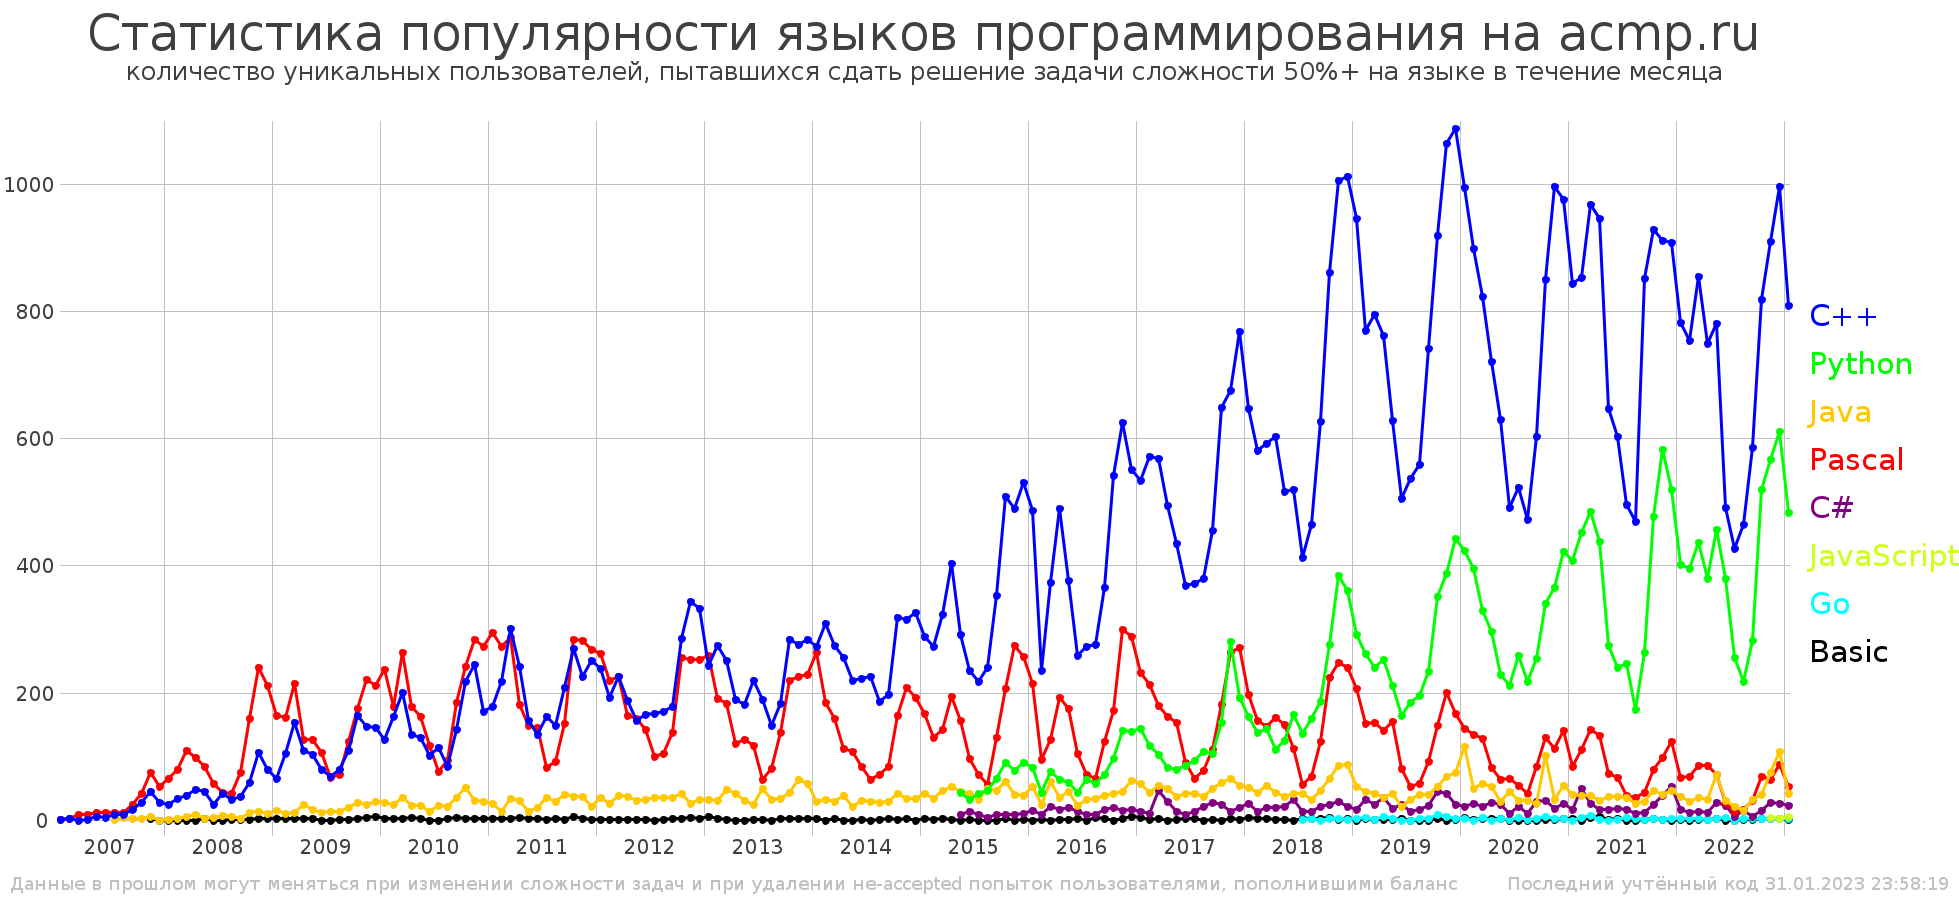 Статистика популярности языков программирования на acmp.ru
количество уникальных пользователей, пытавшихся сдать решение задачи сложности 50%+ на языке в течение месяца
1000
800
600
400
200
0
C++
Python
Java
Pascal
C#
JavaScript
Go
Basic
2007 2008 2009 2010 2011 2012 2013 2014 2015 2016 2017 2018 2019 2020 2021 2022
Данные в прошлом могут меняться при изменении сложности задач и при удалении не-accepted попыток пользователями, пополнившими баланс
Последний учтённый код 31.01.2023 23:58:19